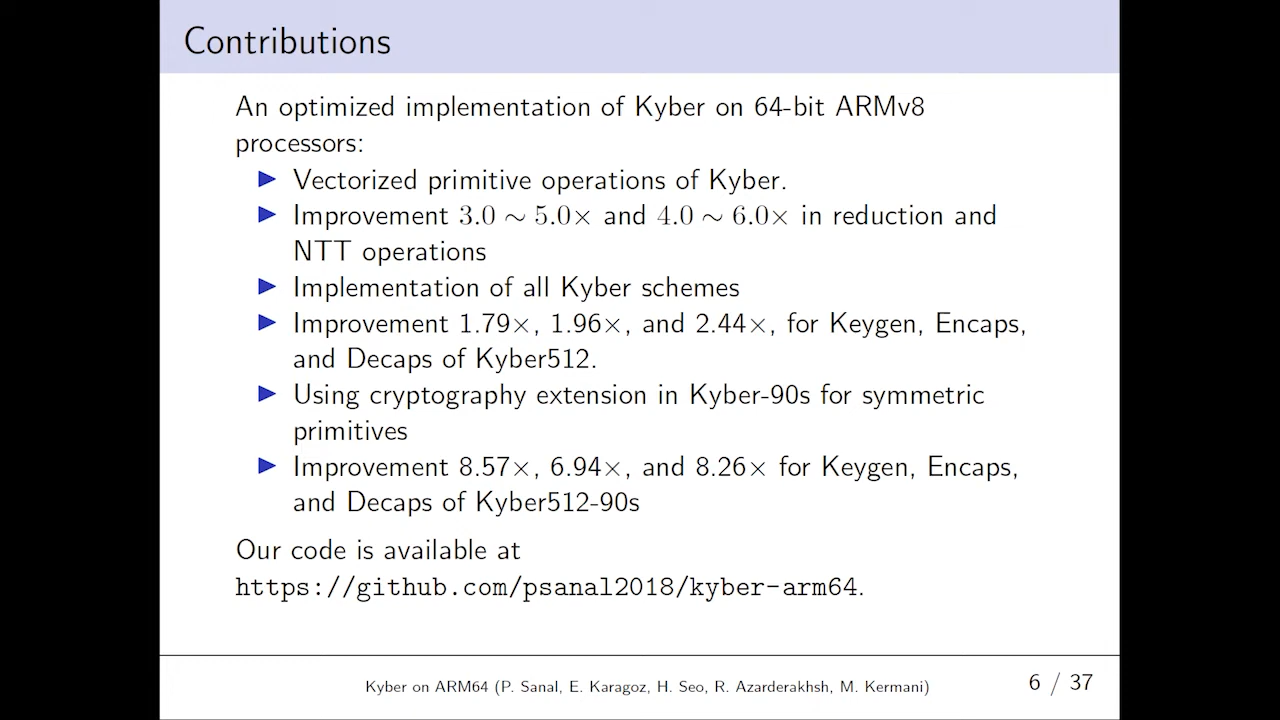 Contributions
An optimized implementation of Kyber on 64-bit ARMv8
processors:
▶ Vectorized primitive operations of Kyber.
▶ Improvement 3.0 ∼ 5.0× and 4.0 ∼ 6.0× in reduction and
NTT operations
▶ Implementation of all Kyber schemes
▶ Improvement 1.79×, 1.96×, and 2.44×, for Keygen, Encaps,
and Decaps of Kyber512.
▶ Using cryptography extension in Kyber-90s for symmetric
primitives
▶ Improvement 8.57×, 6.94×, and 8.26× for Keygen, Encaps,
and Decaps of Kyber512-90s
Our code is available at
https://github.com/psanal2018/kyber-arm64.
Kyber on ARM64 (P. Sanal, E. Karagoz, H. Seo, R. Azarderakhsh, M. Kermani)
6 / 37